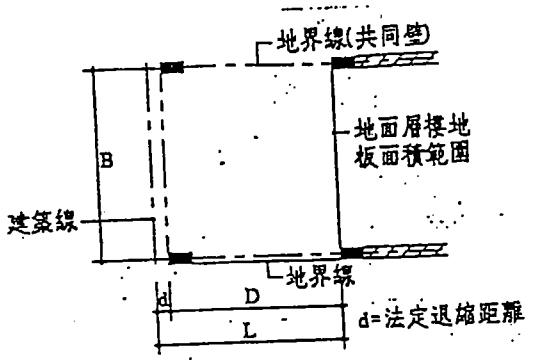 地界線(共同壁)
地面層樓地
板面積範圍
B
建築線
地界線
d
D
L
d=法定退縮距離